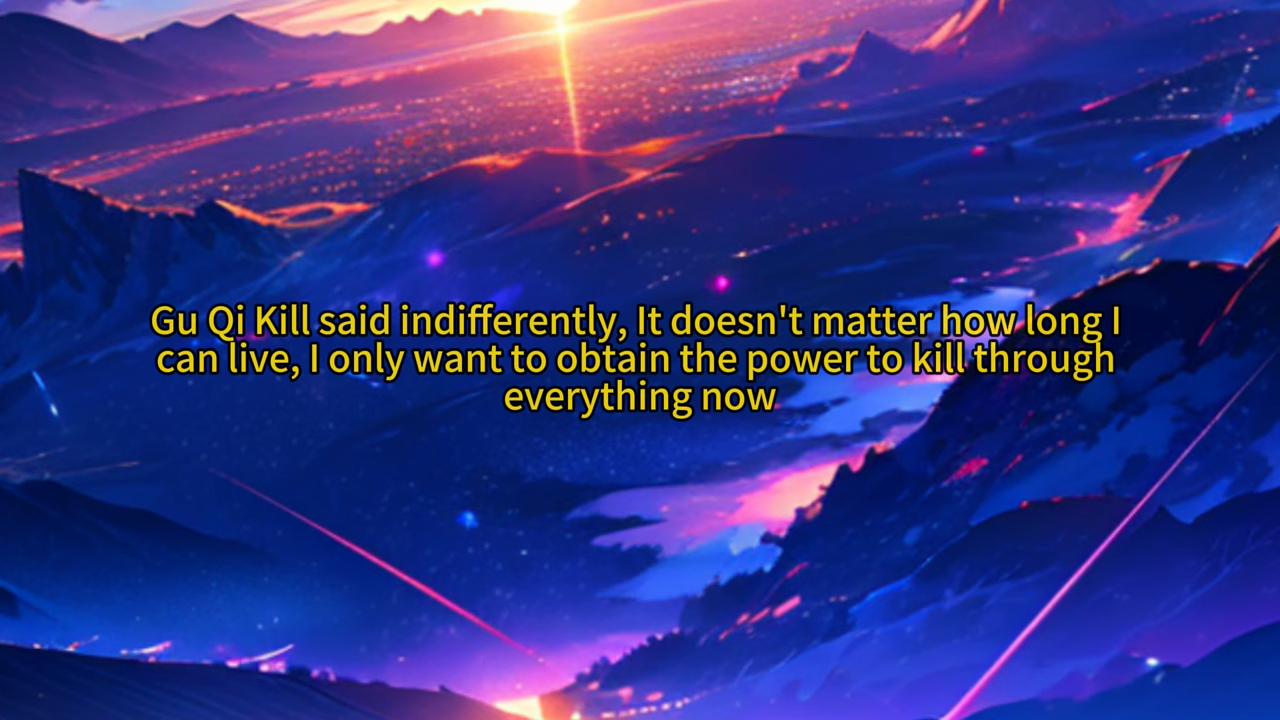 Gu Qi Kill said indifferently, It doesn't matter how long I
can live, I only want to obtain the power to kill through
everything now